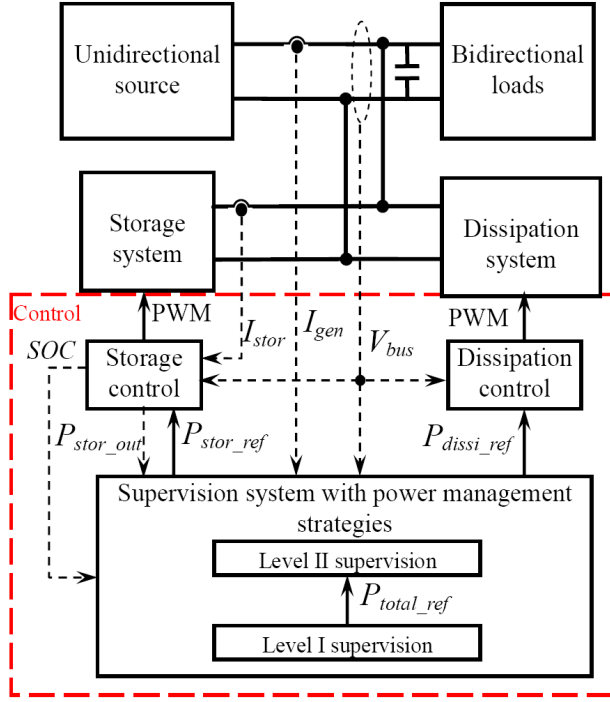 Unidirectional
source
Bidirectional
loads
Storage
system
Dissipation
system
Control
PWM
PWM
SOC
I_stor
I_gen
V_bus
Storage
control
Dissipation
control
P_stor_out
P_stor_ref
P_dissi_ref
Supervision system with power management
strategies
Level II supervision
P_total_ref
Level I supervision